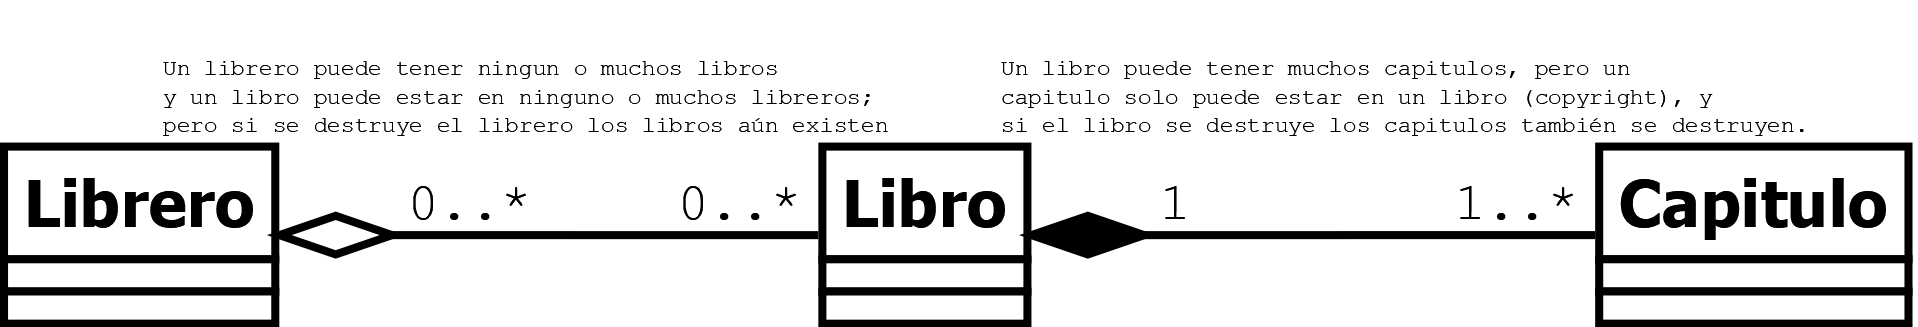 Un librero puede tener ningun o muchos libros
y un libro puede estar en ninguno o muchos libreros;
pero si se destruye el librero los libros aún existen
Un libro puede tener muchos capitulos, pero un
capitulo solo puede estar en un libro (copyright), y
si el libro se destruye los capitulos también se destruyen.
Librero
0..*
0..*
Libro
1
1..*
Capitulo